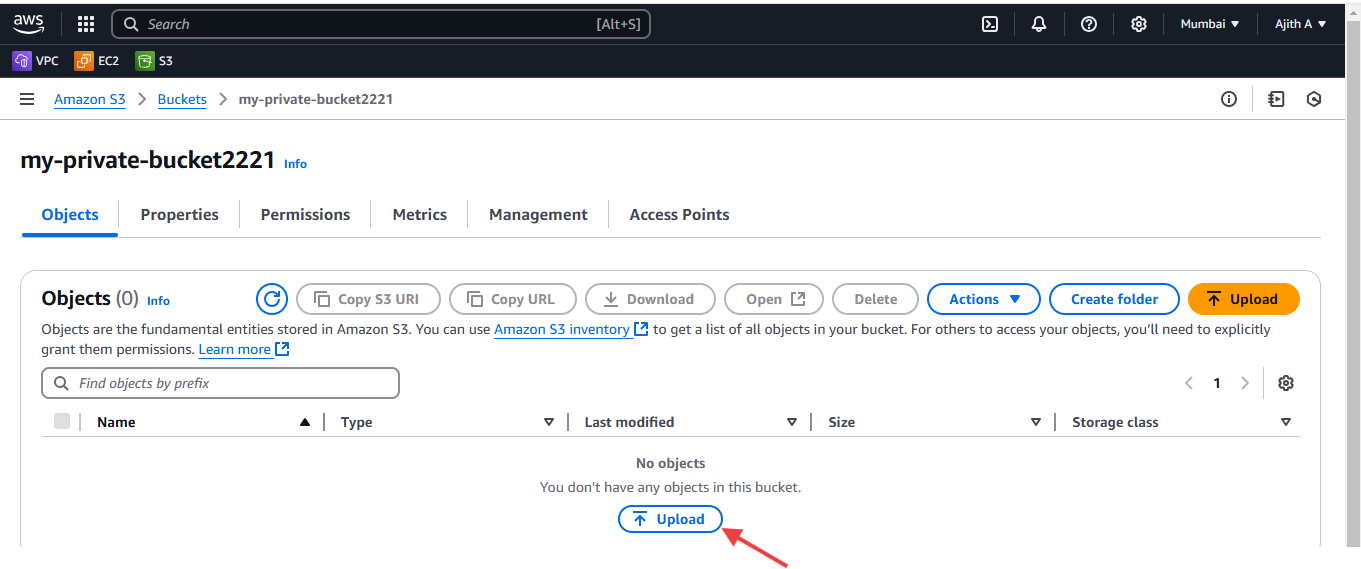 aws Search [Alt+S] Mumbai ▼ Ajith A ▼
VPC EC2 S3
Amazon S3 > Buckets > my-private-bucket2221
my-private-bucket2221 Info
Objects Properties Permissions Metrics Management Access Points
Objects (0) Info Copy S3 URI Copy URL Download Open Delete Actions ▼ Create folder Upload
Objects are the fundamental entities stored in Amazon S3. You can use Amazon S3 inventory to get a list of all objects in your bucket. For others to access your objects, you'll need to explicitly
grant them permissions. Learn more
Find objects by prefix < 1 >
Name ▲ Type ▽ Last modified ▽ Size ▽ Storage class ▽
No objects
You don't have any objects in this bucket.
Upload